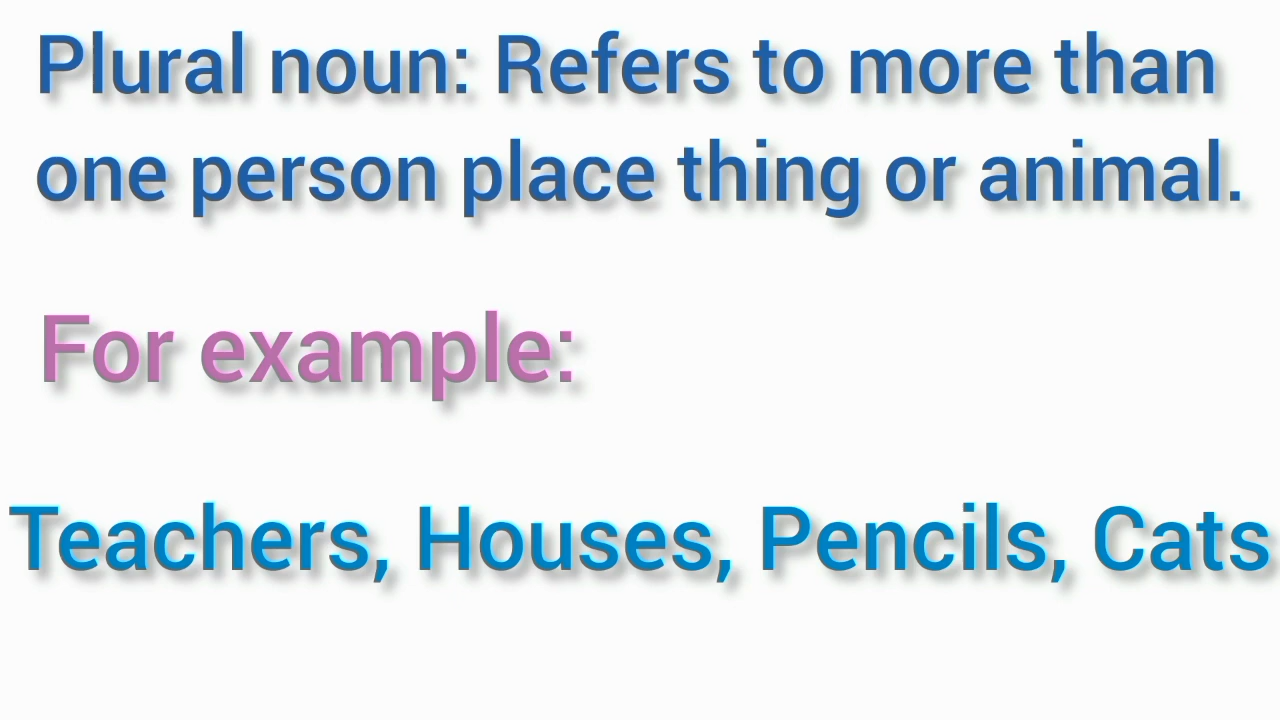 Plural noun: Refers to more than
one person place thing or animal.
For example:
Teachers, Houses, Pencils, Cats